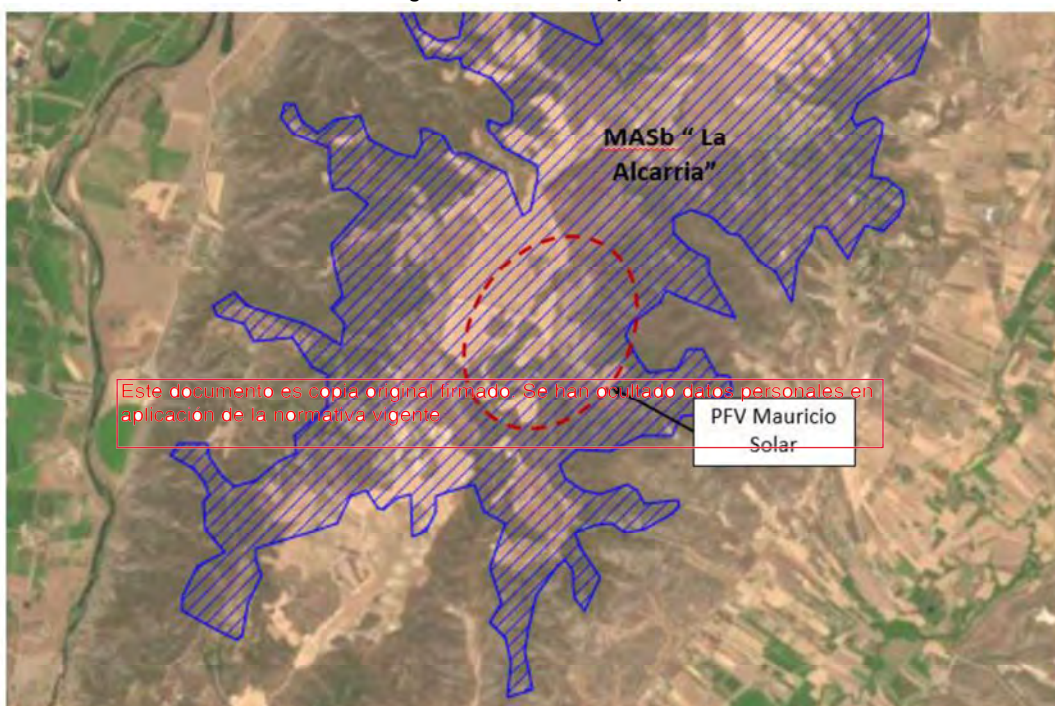 MASb “ La
Alcarria”
Este documento es copia original firmado. Se han ocultado datos personales en
aplicación de la normativa vigente
PFV Mauricio
Solar